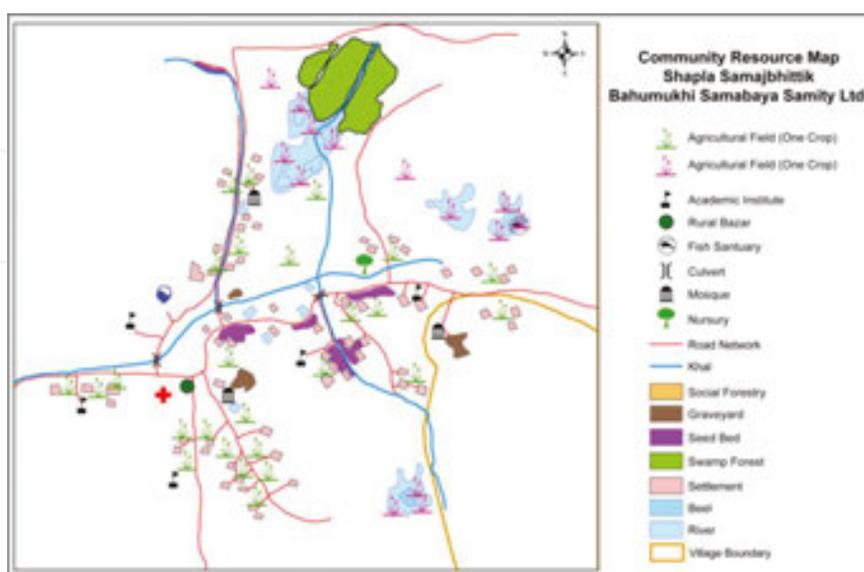 Community Resource Map
Shapla Samajbhittik
Bahumukhi Samabaya Samity Ltd
Agricultural Field (One Crop)
Agricultural Field (One Crop)
Academic Institute
Rural Bazar
Fish Santuary
Culvert
Mosque
Nursury
Road Network
Khal
Social Forestry
Graveyard
Seed Bed
Swamp Forest
Settlement
Beel
River
Village Boundary